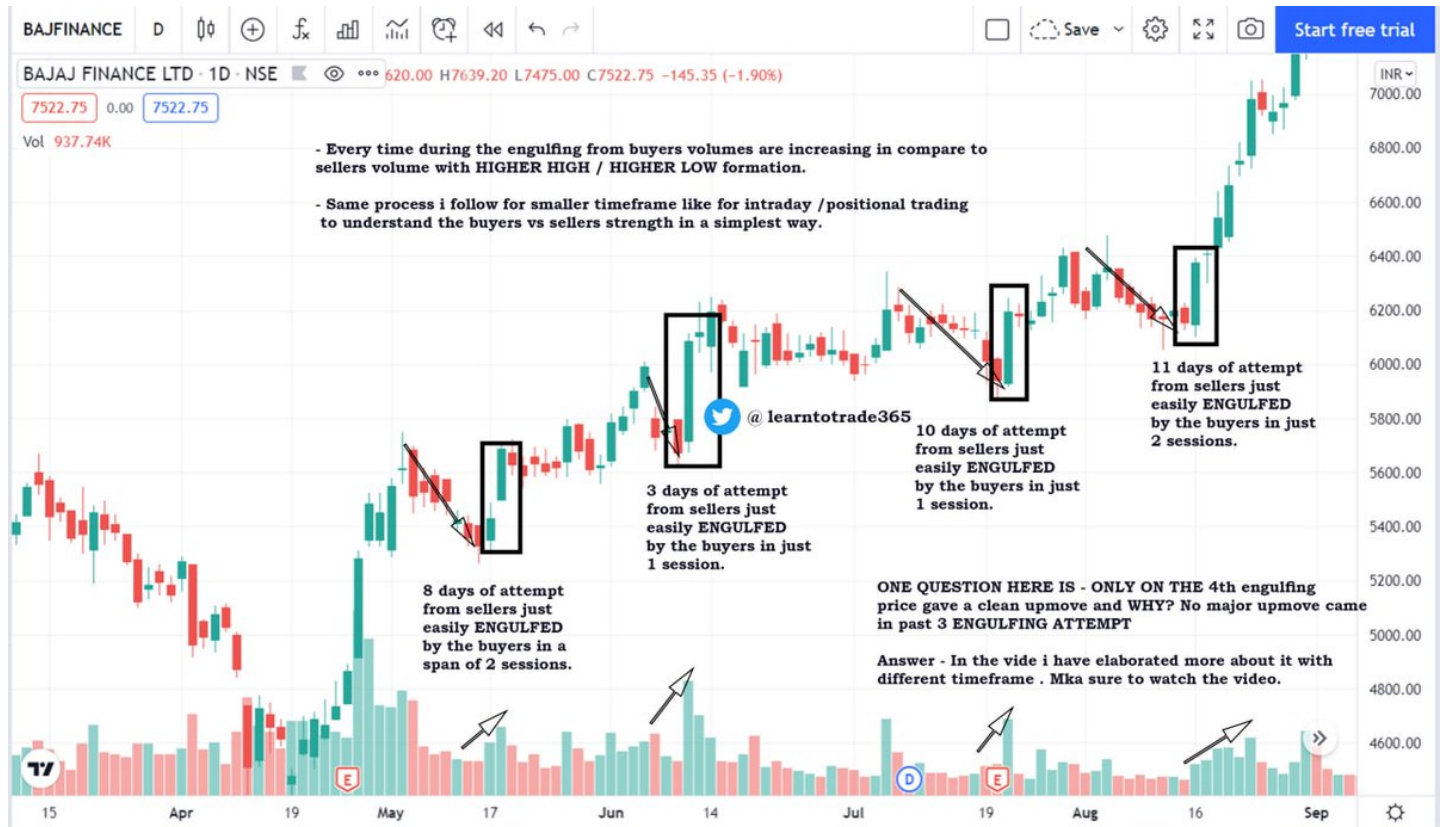 BAJFINANCE D Save Start free trial
BAJAJ FINANCE LTD · 1D · NSE 620.00 H7639.20 L7475.00 C7522.75 −145.35 (−1.90%)
INR
7522.75 0.00 7522.75
Vol 937.74K
- Every time during the engulfing from buyers volumes are increasing in compare to
sellers volume with HIGHER HIGH / HIGHER LOW formation.
- Same process i follow for smaller timeframe like for intraday /positional trading
to understand the buyers vs sellers strength in a simplest way.
@ learntotrade365
8 days of attempt
from sellers just
easily ENGULFED
by the buyers in a
span of 2 sessions.
3 days of attempt
from sellers just
easily ENGULFED
by the buyers in just
1 session.
10 days of attempt
from sellers just
easily ENGULFED
by the buyers in just
1 session.
11 days of attempt
from sellers just
easily ENGULFED
by the buyers in just
2 sessions.
ONE QUESTION HERE IS - ONLY ON THE 4th engulfing
price gave a clean upmove and WHY? No major upmove came
in past 3 ENGULFING ATTEMPT
Answer - In the vide i have elaborated more about it with
different timeframe . Mka sure to watch the video.
7000.00
6800.00
6600.00
6400.00
6200.00
6000.00
5800.00
5600.00
5400.00
5200.00
5000.00
4800.00
4600.00
E D E
15 Apr 19 May 17 Jun 14 Jul 19 Aug 16 Sep